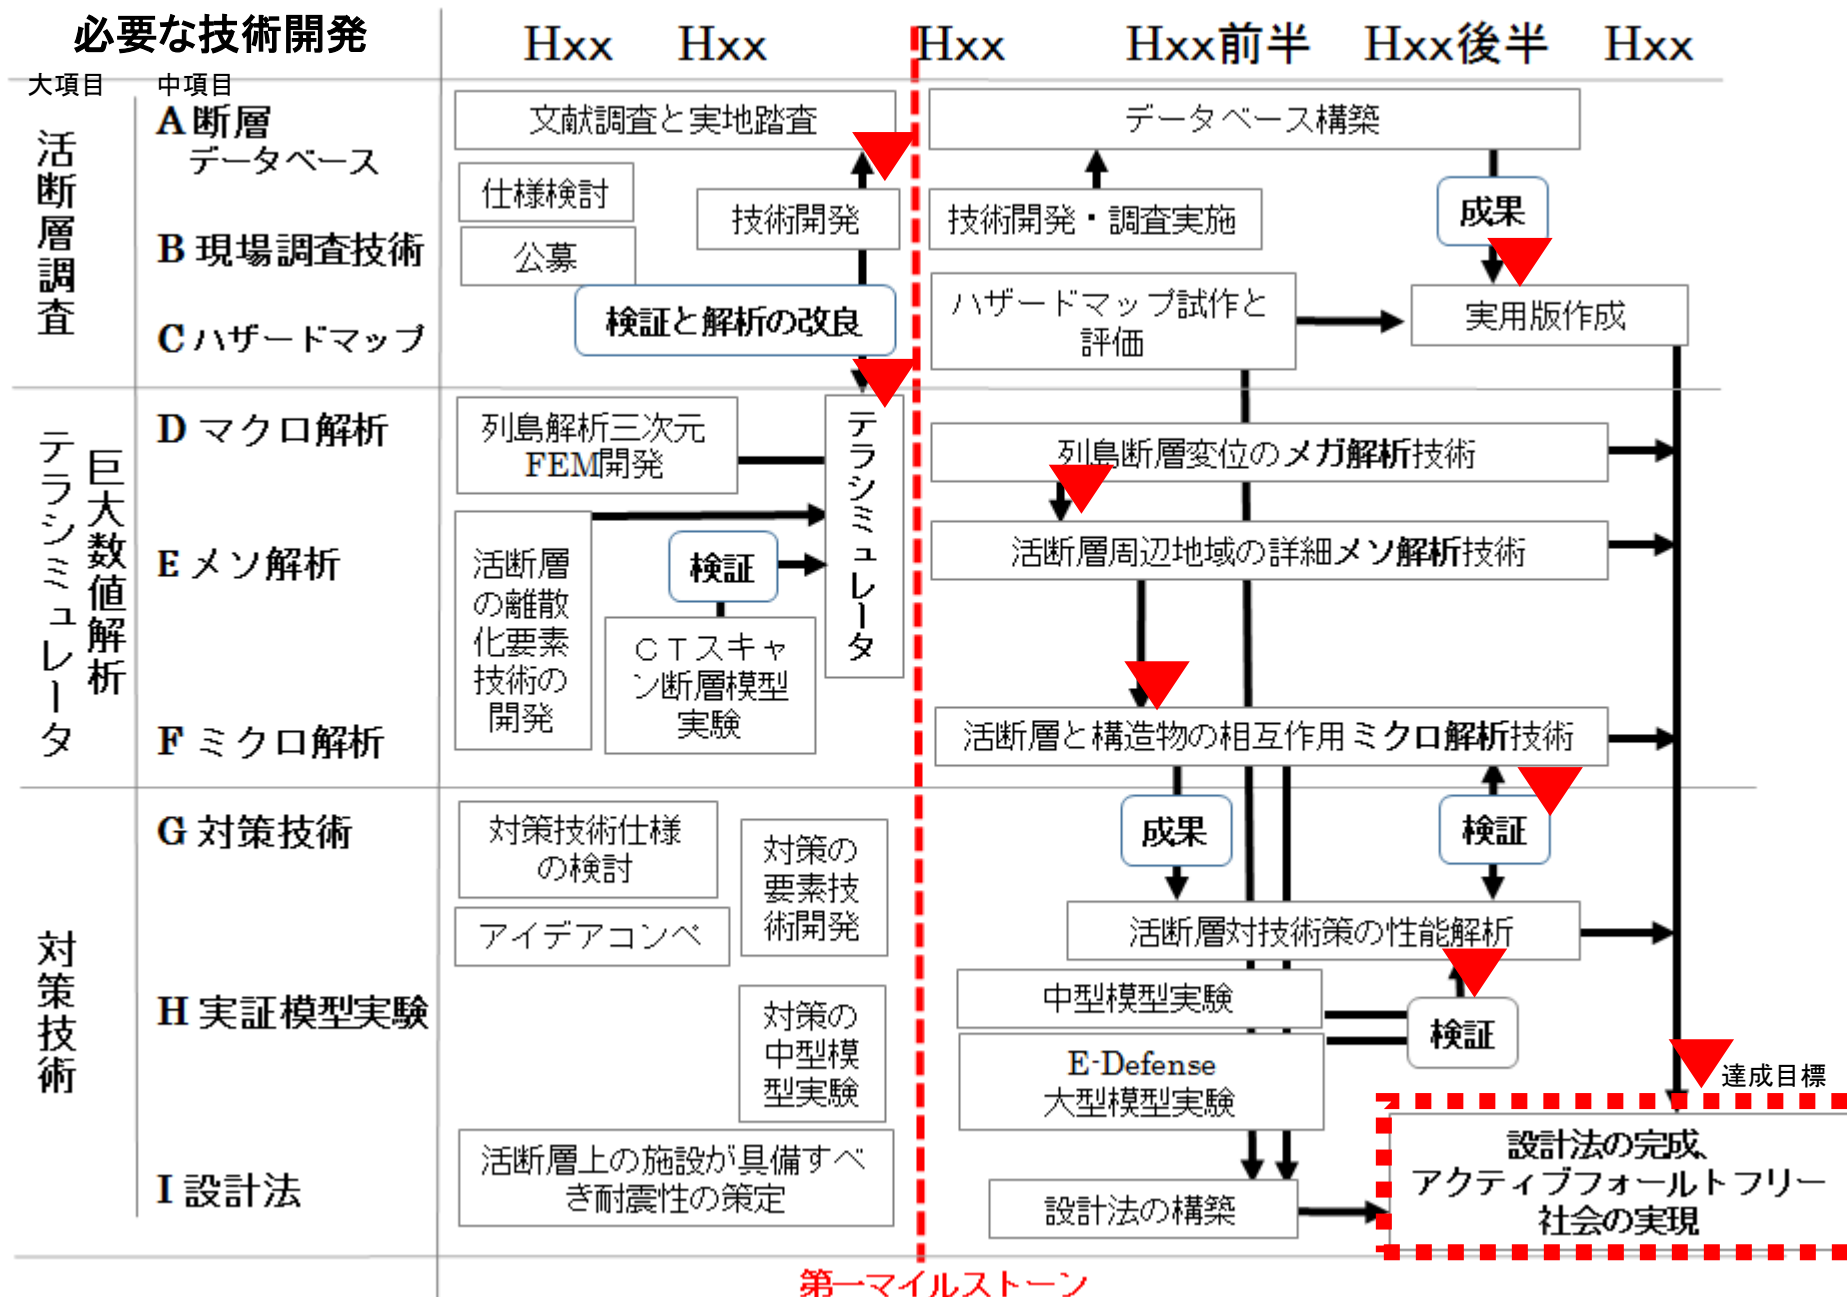 必要な技術開発
Hxx
Hxx
Hxx
Hxx前半
Hxx後半
Hxx
大項目
中項目
活断層調査
A 断層
データベース
B 現場調査技術
C ハザードマップ
文献調査と実地踏査
仕様検討
公募
技術開発
検証と解析の改良
データベース構築
技術開発・調査実施
成果
ハザードマップ試作と
評価
実用版作成
テラシミュレータ
巨大数値解析
D マクロ解析
E メソ解析
F ミクロ解析
列島解析三次元
FEM開発
テラシミュレータ
活断層
の離散
化要素
技術の
開発
検証
CTスキャ
ン断層模型
実験
列島断層変位のメガ解析技術
活断層周辺地域の詳細メソ解析技術
活断層と構造物の相互作用ミクロ解析技術
対策技術
G 対策技術
H 実証模型実験
I 設計法
対策技術仕様
の検討
アイデアコンペ
対策の
要素技
術開発
対策の
中型模
型実験
活断層上の施設が具備すべ
き耐震性の策定
成果
検証
活断層対技術策の性能解析
中型模型実験
E-Defense
大型模型実験
検証
設計法の構築
達成目標
設計法の完成、
アクティブフォールトフリー
社会の実現
第一マイルストーン